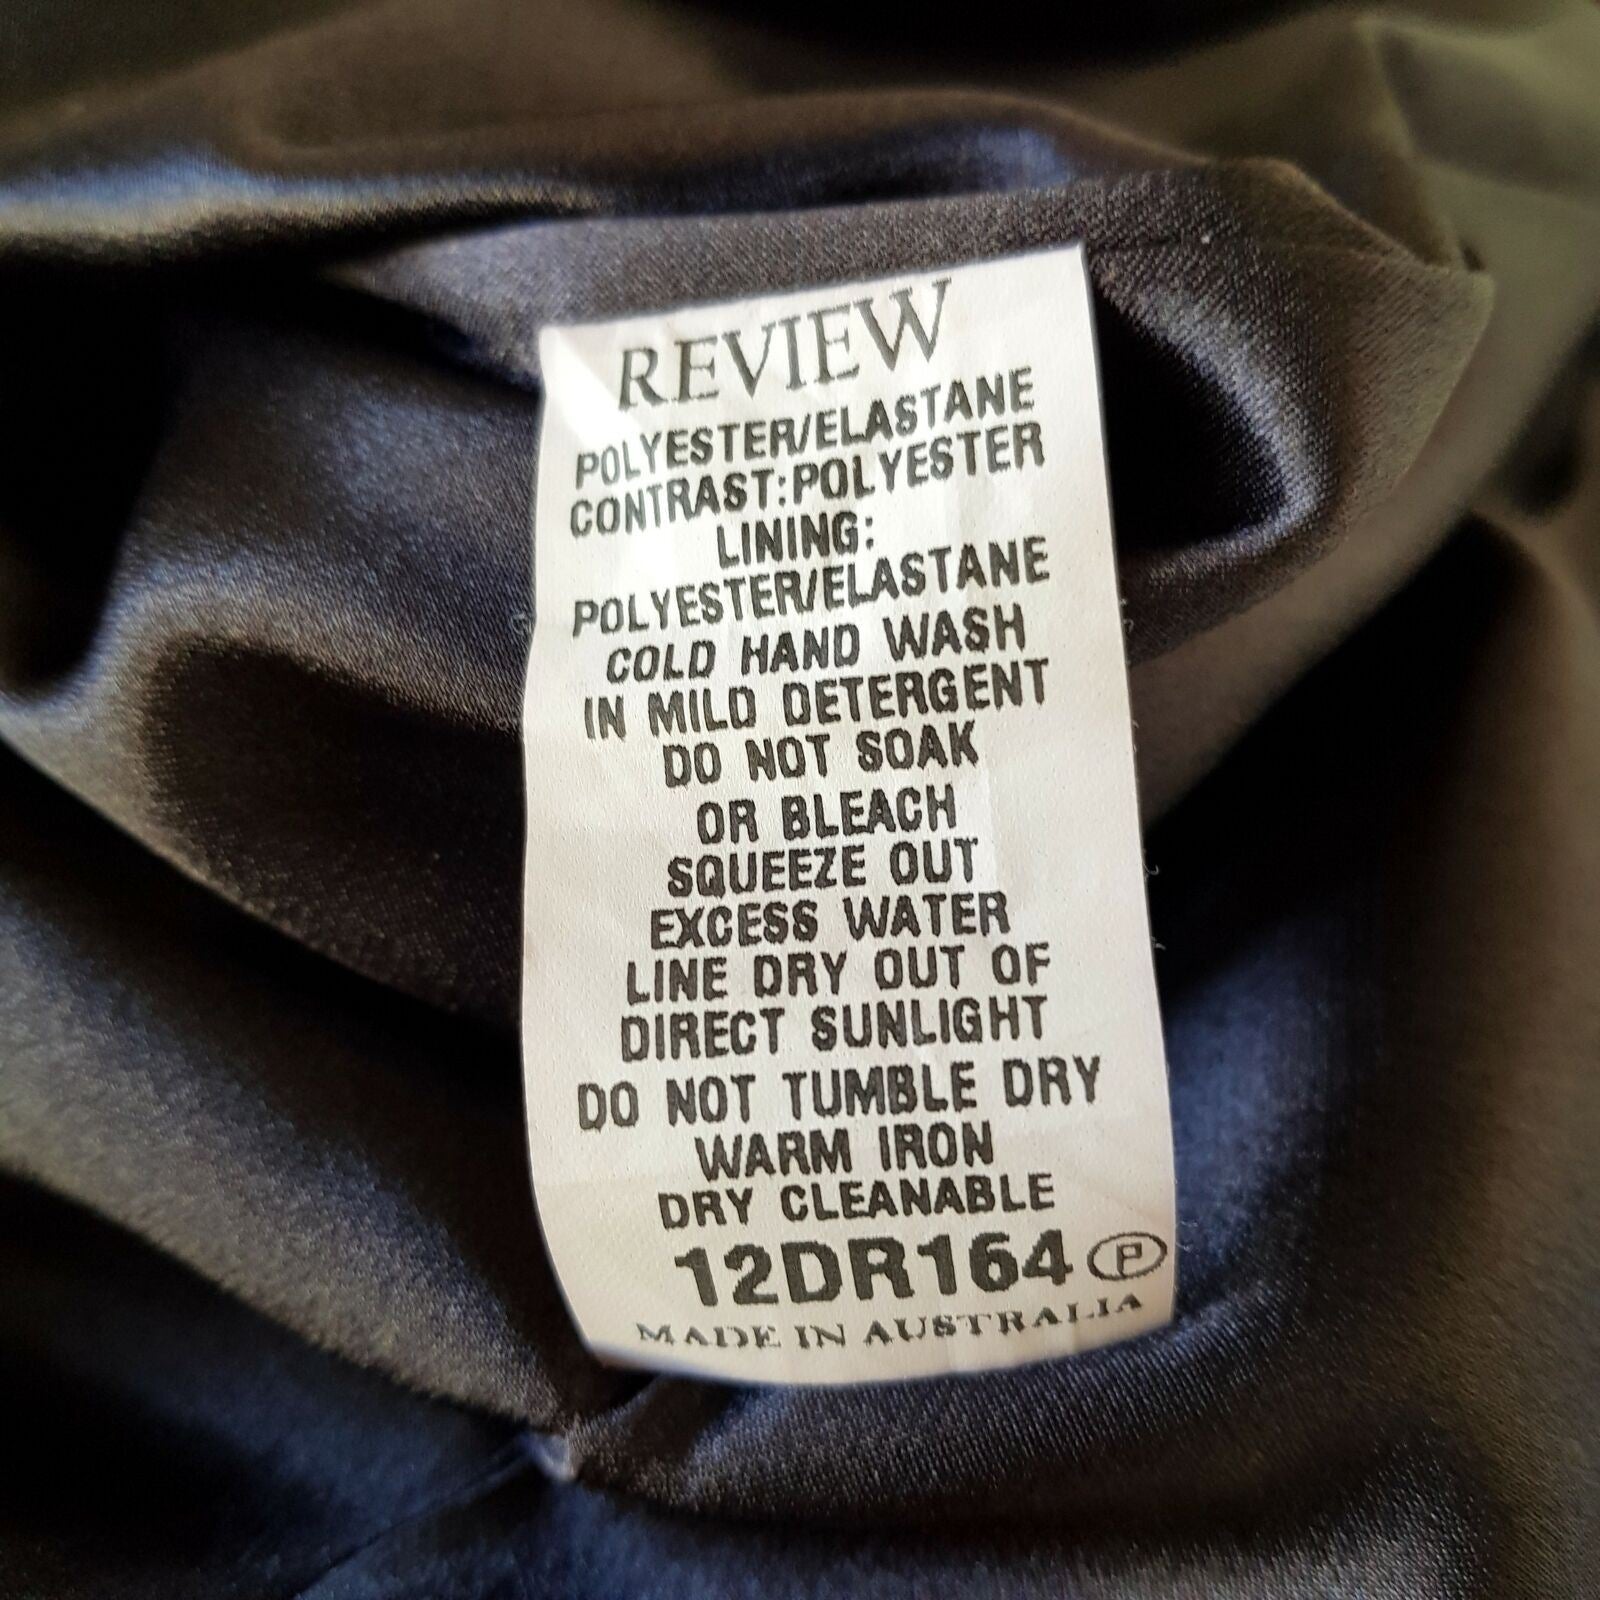 REVIEW
POLYESTER/ELASTANE
CONTRAST:POLYESTER
LINING:
POLYESTER/ELASTANE
COLD HAND WASH
IN MILD DETERGENT
DO NOT SOAK
OR BLEACH
SQUEEZE OUT
EXCESS WATER
LINE DRY OUT OF
DIRECT SUNLIGHT
DO NOT TUMBLE DRY
WARM IRON
DRY CLEANABLE
12DR164 Ⓟ
MADE IN AUSTRALIA